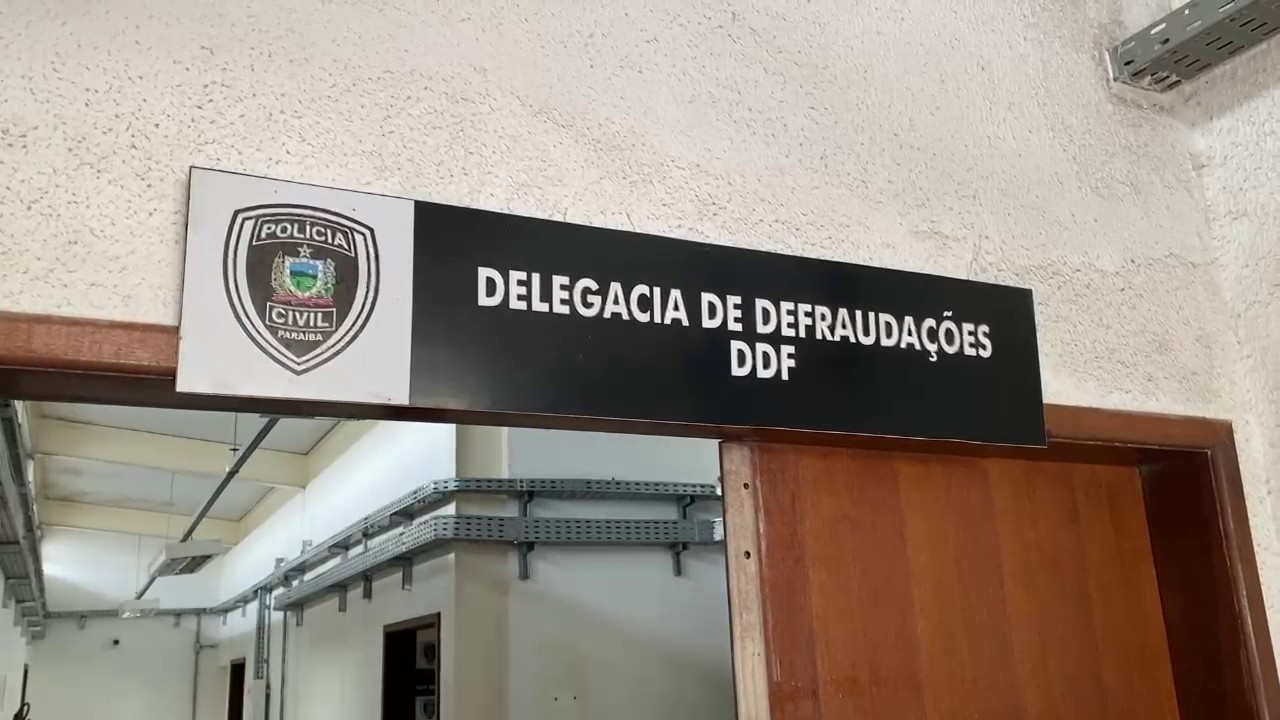 POLÍCIA
CIVIL
PARAÍBA
DELEGACIA DE DEFRAUDAÇÕES
DDF